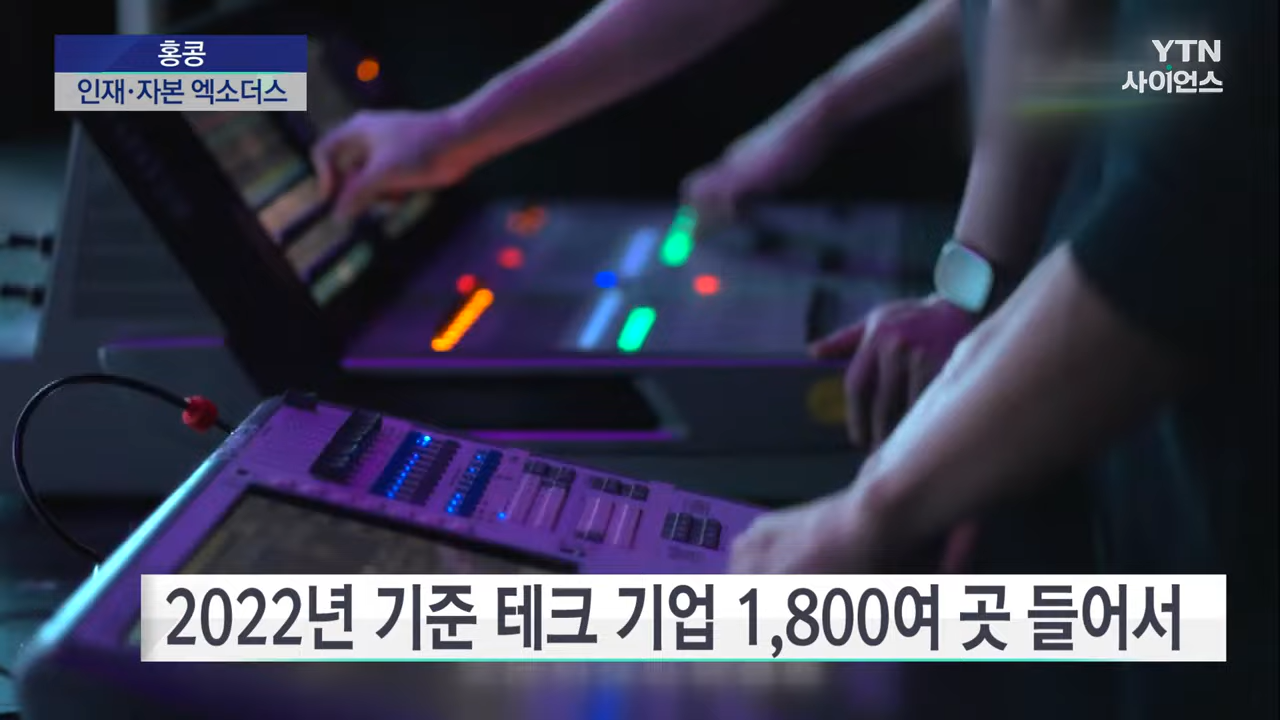 홍콩
인재·자본 엑소더스
YTN
사이언스
2022년 기준 테크 기업 1,800여 곳 들어서